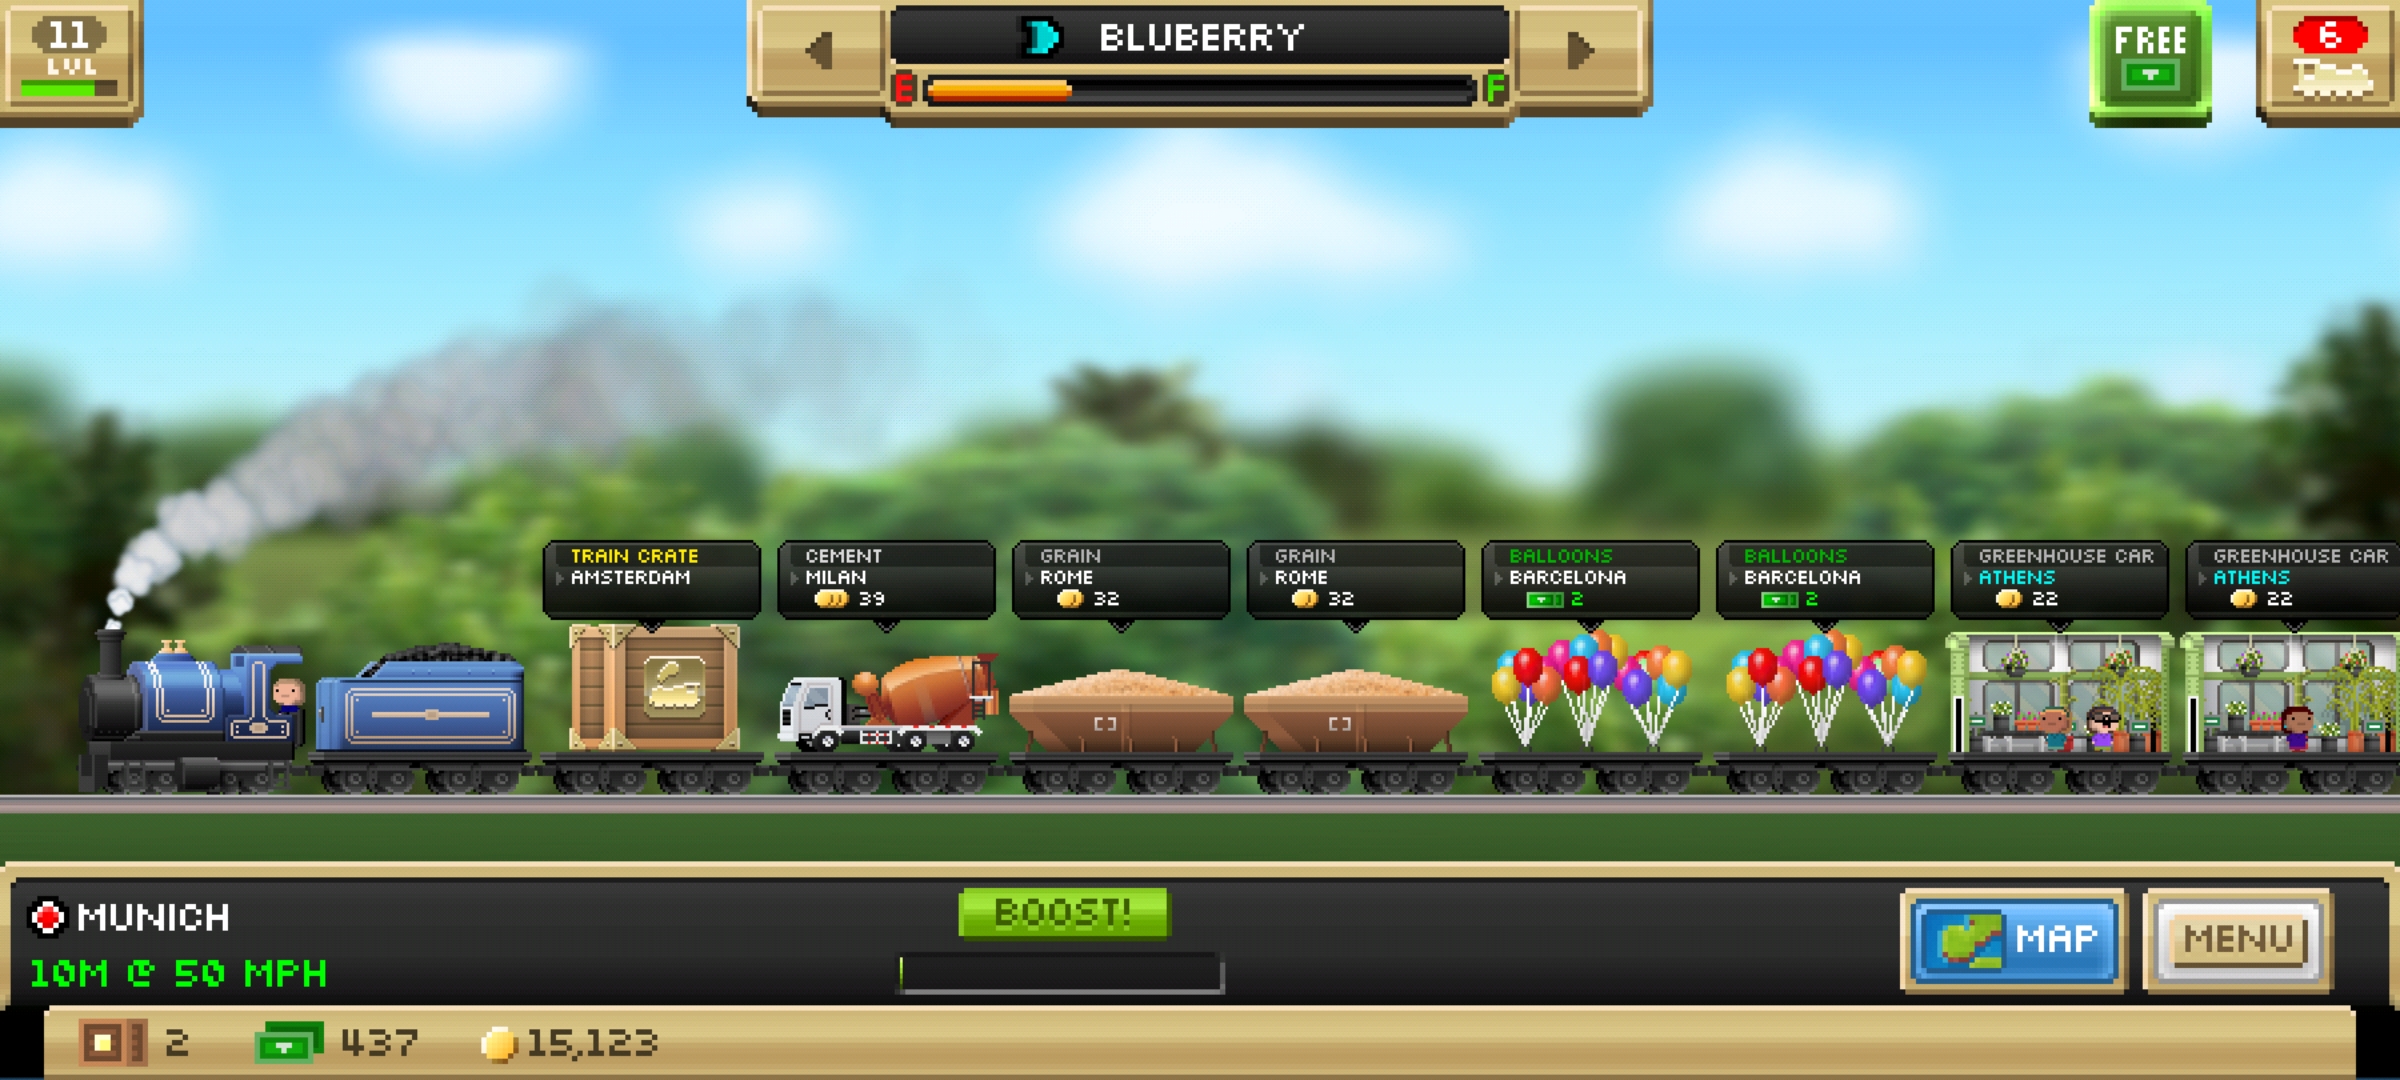 11
LVL
BLUBERRY
E
F
FREE
6
TRAIN CRATE
AMSTERDAM
CEMENT
MILAN
39
GRAIN
ROME
32
GRAIN
ROME
32
BALLOONS
BARCELONA
2
BALLOONS
BARCELONA
2
GREENHOUSE CAR
ATHENS
22
GREENHOUSE CAR
ATHENS
22
MUNICH
10M @ 50 MPH
BOOST!
MAP
MENU
2
437
15,123